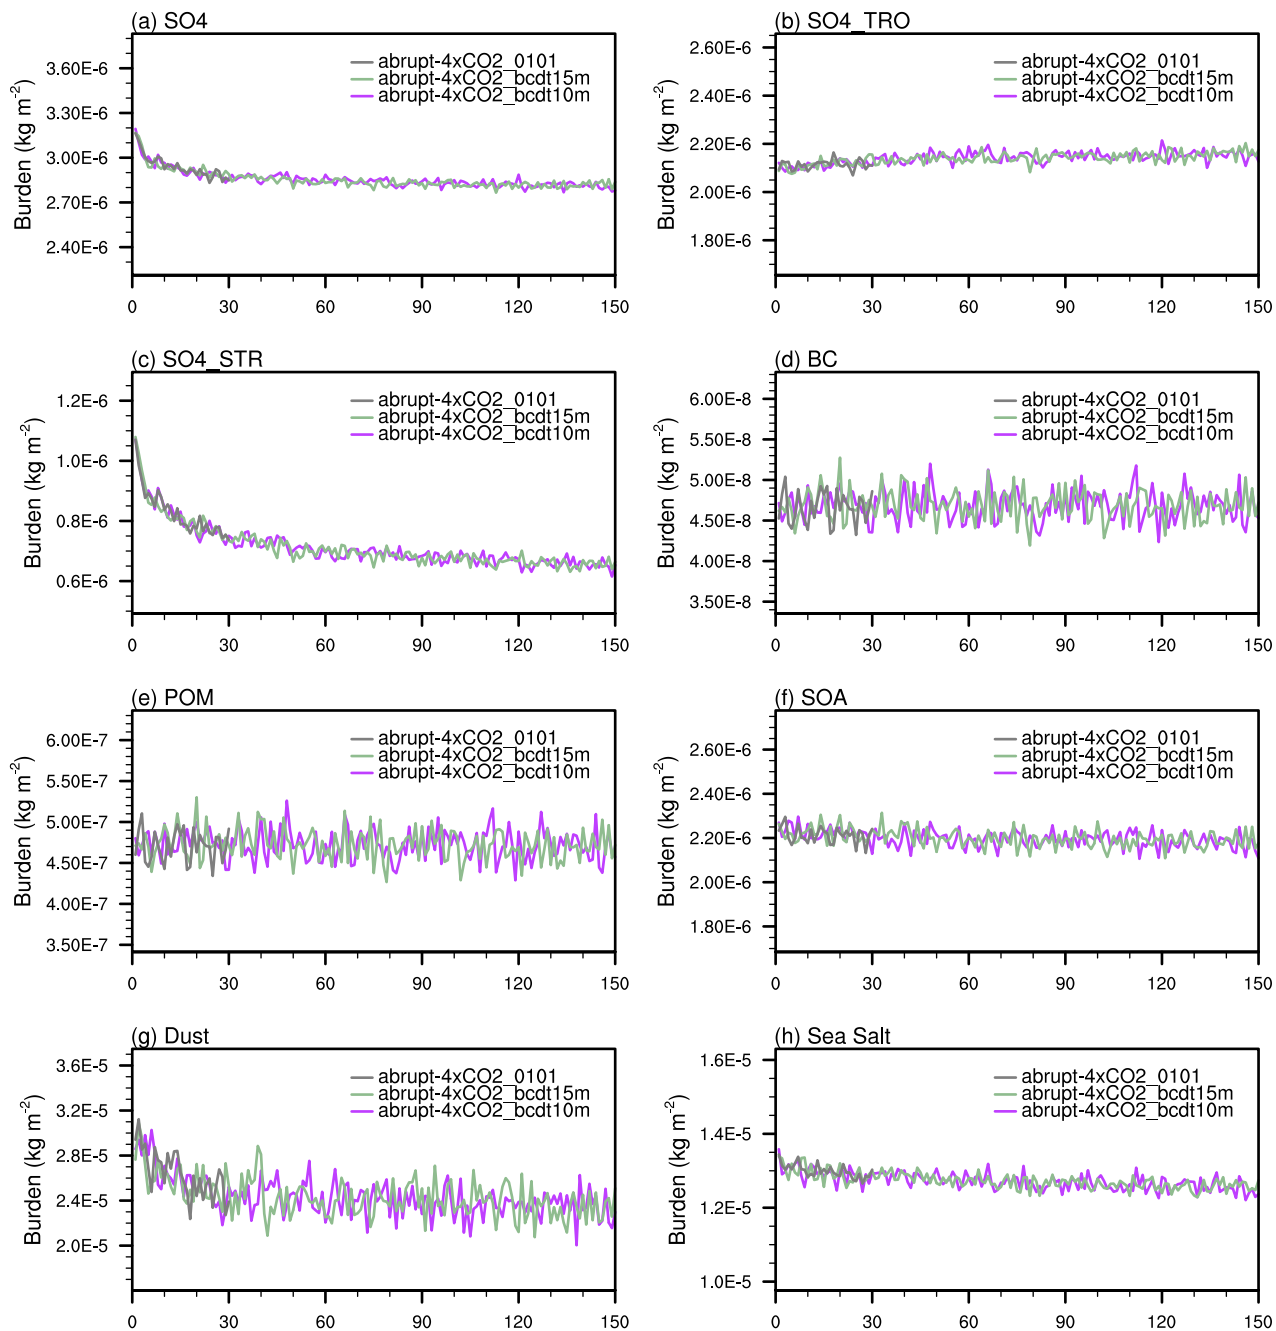 (a) SO4
Burden (kg m-2)
3.60E-6
3.30E-6
3.00E-6
2.70E-6
2.40E-6
abrupt-4xCO2_0101
abrupt-4xCO2_bcdt15m
abrupt-4xCO2_bcdt10m
0 30 60 90 120 150
(b) SO4_TRO
Burden (kg m-2)
2.60E-6
2.40E-6
2.20E-6
2.00E-6
1.80E-6
abrupt-4xCO2_0101
abrupt-4xCO2_bcdt15m
abrupt-4xCO2_bcdt10m
0 30 60 90 120 150
(c) SO4_STR
Burden (kg m-2)
1.2E-6
1.0E-6
0.8E-6
0.6E-6
abrupt-4xCO2_0101
abrupt-4xCO2_bcdt15m
abrupt-4xCO2_bcdt10m
0 30 60 90 120 150
(d) BC
Burden (kg m-2)
6.00E-8
5.50E-8
5.00E-8
4.50E-8
4.00E-8
3.50E-8
abrupt-4xCO2_0101
abrupt-4xCO2_bcdt15m
abrupt-4xCO2_bcdt10m
0 30 60 90 120 150
(e) POM
Burden (kg m-2)
6.00E-7
5.50E-7
5.00E-7
4.50E-7
4.00E-7
3.50E-7
abrupt-4xCO2_0101
abrupt-4xCO2_bcdt15m
abrupt-4xCO2_bcdt10m
0 30 60 90 120 150
(f) SOA
Burden (kg m-2)
2.60E-6
2.40E-6
2.20E-6
2.00E-6
1.80E-6
abrupt-4xCO2_0101
abrupt-4xCO2_bcdt15m
abrupt-4xCO2_bcdt10m
0 30 60 90 120 150
(g) Dust
Burden (kg m-2)
3.6E-5
3.2E-5
2.8E-5
2.4E-5
2.0E-5
abrupt-4xCO2_0101
abrupt-4xCO2_bcdt15m
abrupt-4xCO2_bcdt10m
0 30 60 90 120 150
(h) Sea Salt
Burden (kg m-2)
1.6E-5
1.4E-5
1.2E-5
1.0E-5
abrupt-4xCO2_0101
abrupt-4xCO2_bcdt15m
abrupt-4xCO2_bcdt10m
0 30 60 90 120 150